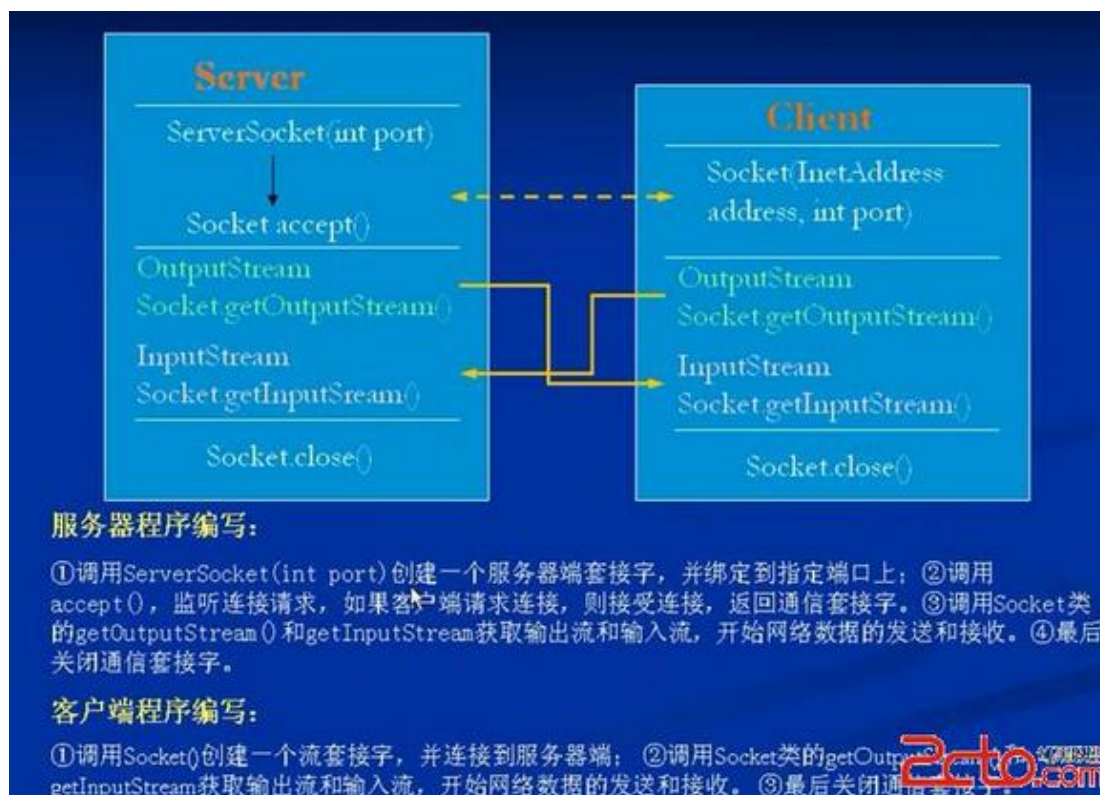 Server
ServerSocket(int port)
Socket accept()
OutputStream
Socket.getOutputStream()
InputStream
Socket.getInputSream()
Socket.close()
Client
Socket(InetAddress
address, int port)
OutputStream
Socket.getOutputStream()
InputStream
Socket.getInputStream()
Socket.close()
服务器程序编写：
①调用ServerSocket(int port)创建一个服务器端套接字，并绑定到指定端口上；②调用
accept()，监听连接请求，如果客户端请求连接，则接受连接，返回通信套接字。③调用Socket类
的getOutputStream()和getInputStream获取输出流和输入流，开始网络数据的发送和接收。④最后
关闭通信套接字。
客户端程序编写：
①调用Socket()创建一个流套接字，并连接到服务器端； ②调用Socket类的
getInputStream获取输出流和输入流，开始网络数据的发送和接收。 ③最后关闭通
2cto.com